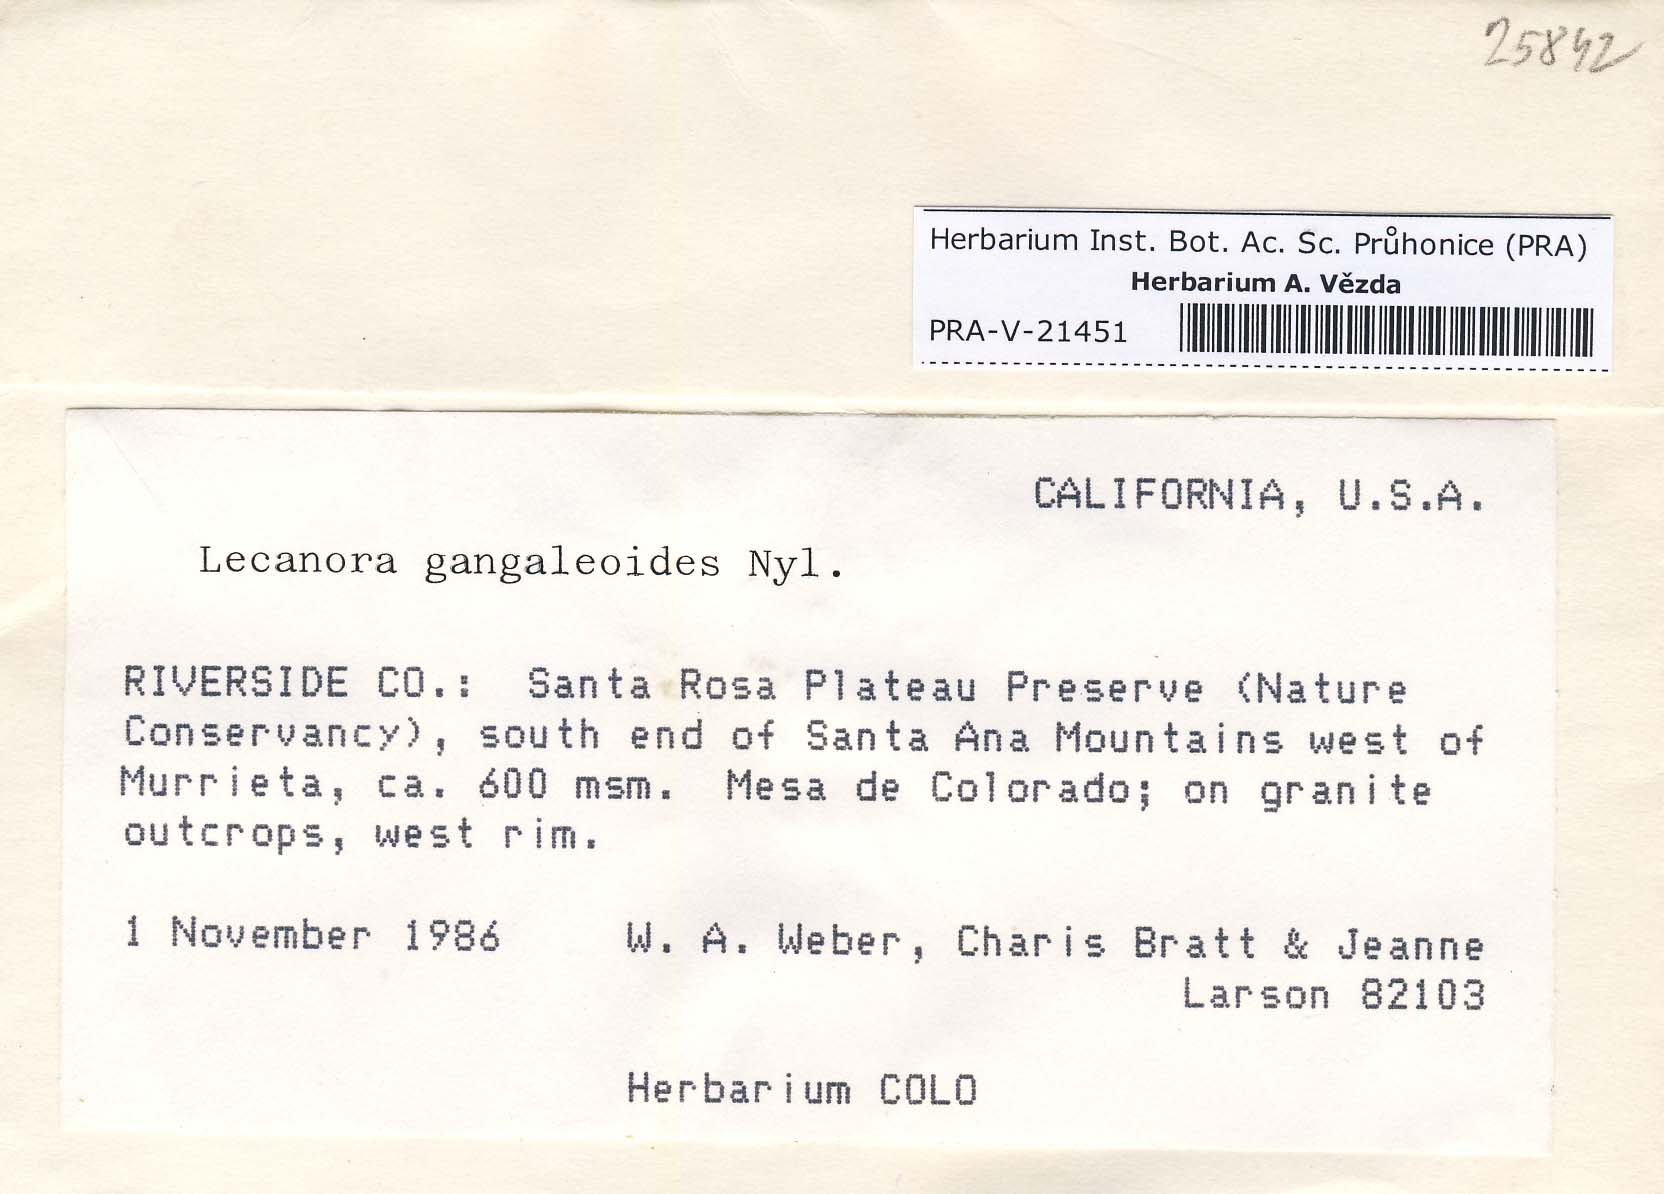 25842
Herbarium Inst. Bot. Ac. Sc. Průhonice (PRA)
Herbarium A. Vězda
PRA-V-21451
CALIFORNIA, U.S.A.
Lecanora gangaleoides Nyl.
RIVERSIDE CO.: Santa Rosa Plateau Preserve (Nature
Conservancy), south end of Santa Ana Mountains west of
Murrieta, ca. 600 msm. Mesa de Colorado; on granite
outcrops, west rim.
1 November 1986 W. A. Weber, Charis Bratt & Jeanne
Larson 82103
Herbarium COLO